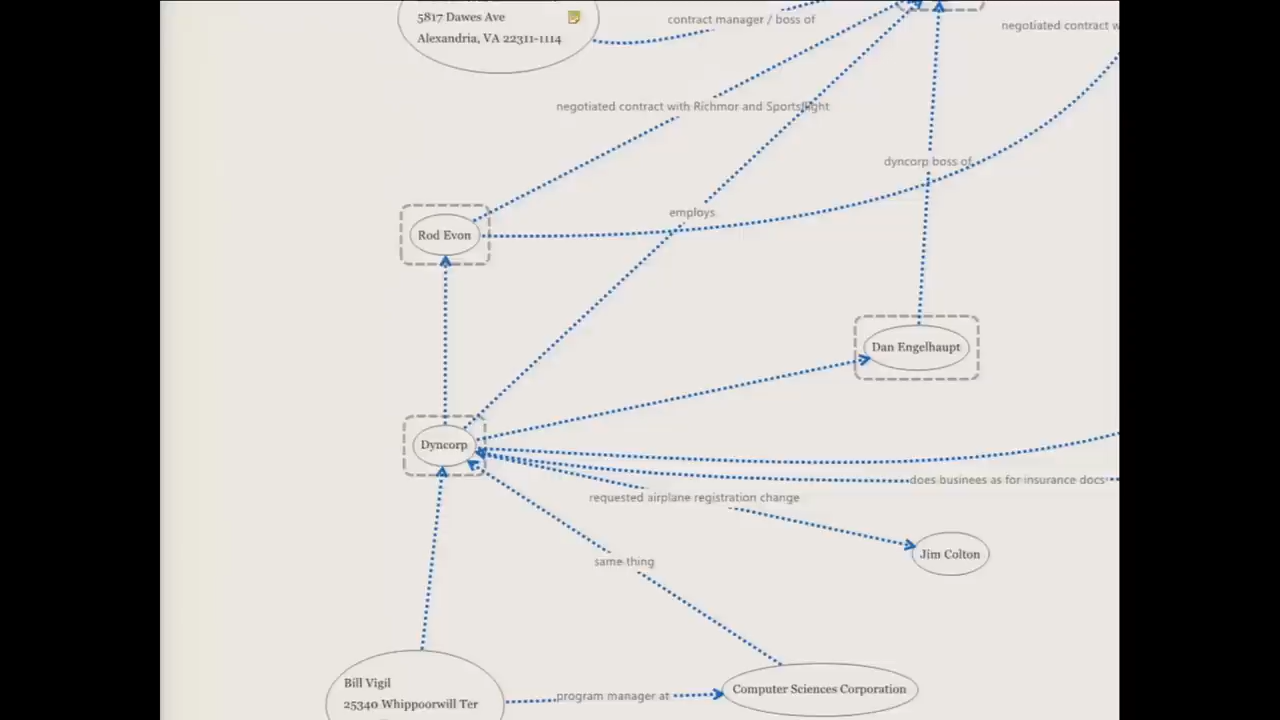 5817 Dawes Ave
Alexandria, VA 22311-1114
contract manager / boss of
negotiated contract w
negotiated contract with Richmor and Sportsflight
dyncorp boss of
employs
Rod Evon
Dan Engelhaupt
Dyncorp
does businees as for insurance docs
requested airplane registration change
Jim Colton
same thing
Bill Vigil
25340 Whippoorwill Ter
program manager at
Computer Sciences Corporation